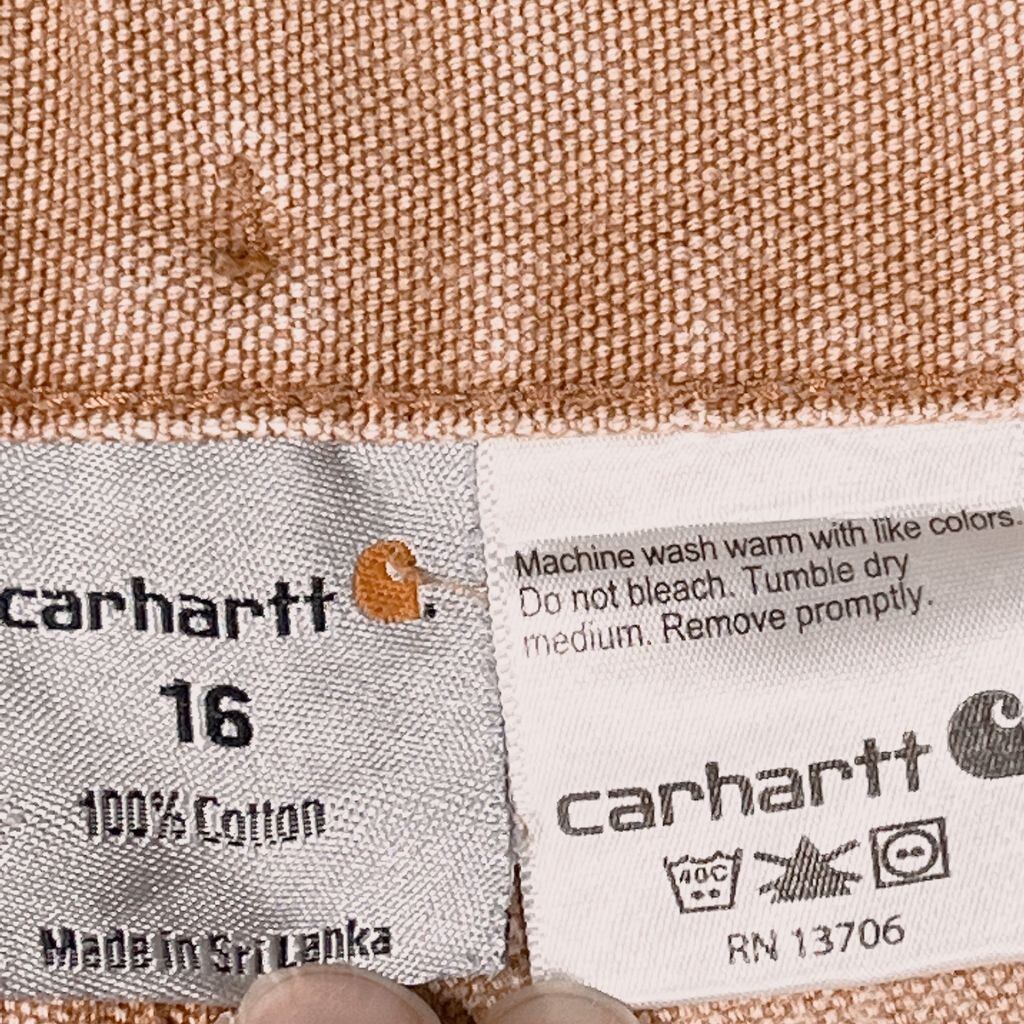 carhartt.
16
100% Cotton
Made in Sri Lanka
Machine wash warm with like colors.
Do not bleach. Tumble dry
medium. Remove promptly.
carhartt
40C
RN 13706